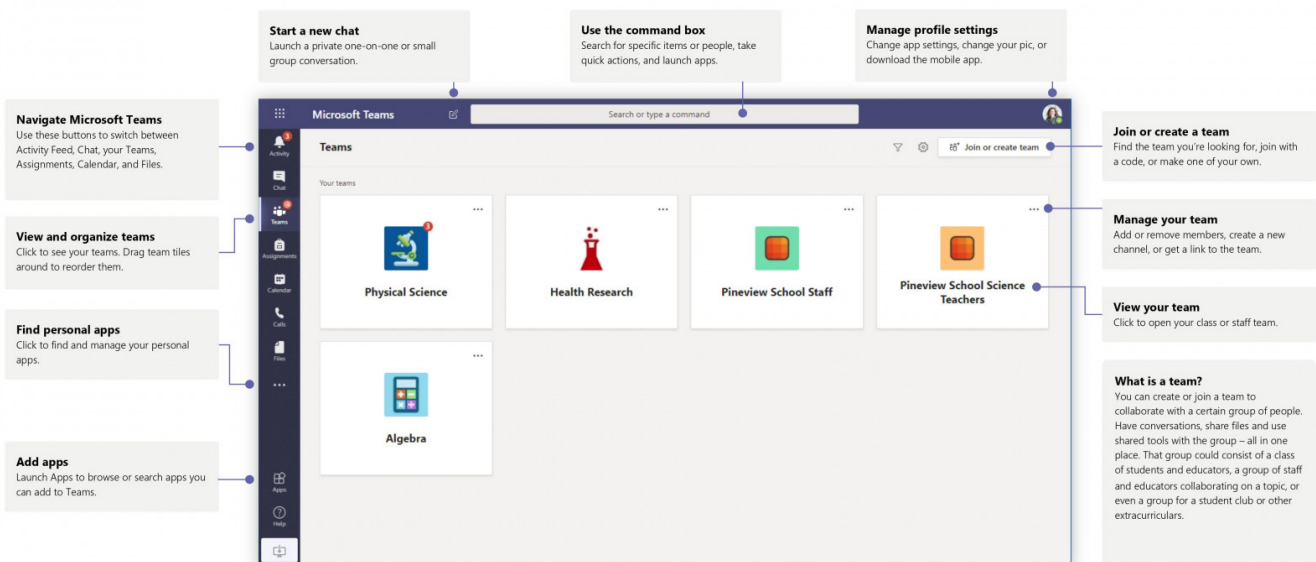 Start a new chat
Launch a private one-on-one or small
group conversation.
Use the command box
Search for specific items or people, take
quick actions, and launch apps.
Manage profile settings
Change app settings, change your pic, or
download the mobile app.
Navigate Microsoft Teams
Use these buttons to switch between
Activity Feed, Chat, your Teams,
Assignments, Calendar, and Files.
View and organize teams
Click to see your teams. Drag team tiles
around to reorder them.
Find personal apps
Click to find and manage your personal
apps.
Add apps
Launch Apps to browse or search apps you
can add to Teams.
Microsoft Teams
Search or type a command
3
Activity
Chat
Teams
Assignments
Calendar
Calls
Files
Apps
Help
Teams
Join or create team
Your teams
3
Physical Science
Health Research
Pineview School Staff
Pineview School Science
Teachers
Algebra
Join or create a team
Find the team you're looking for, join with
a code, or make one of your own.
Manage your team
Add or remove members, create a new
channel, or get a link to the team.
View your team
Click to open your class or staff team.
What is a team?
You can create or join a team to
collaborate with a certain group of people.
Have conversations, share files and use
shared tools with the group – all in one
place. That group could consist of a class
of students and educators, a group of staff
and educators collaborating on a topic, or
even a group for a student club or other
extracurriculars.